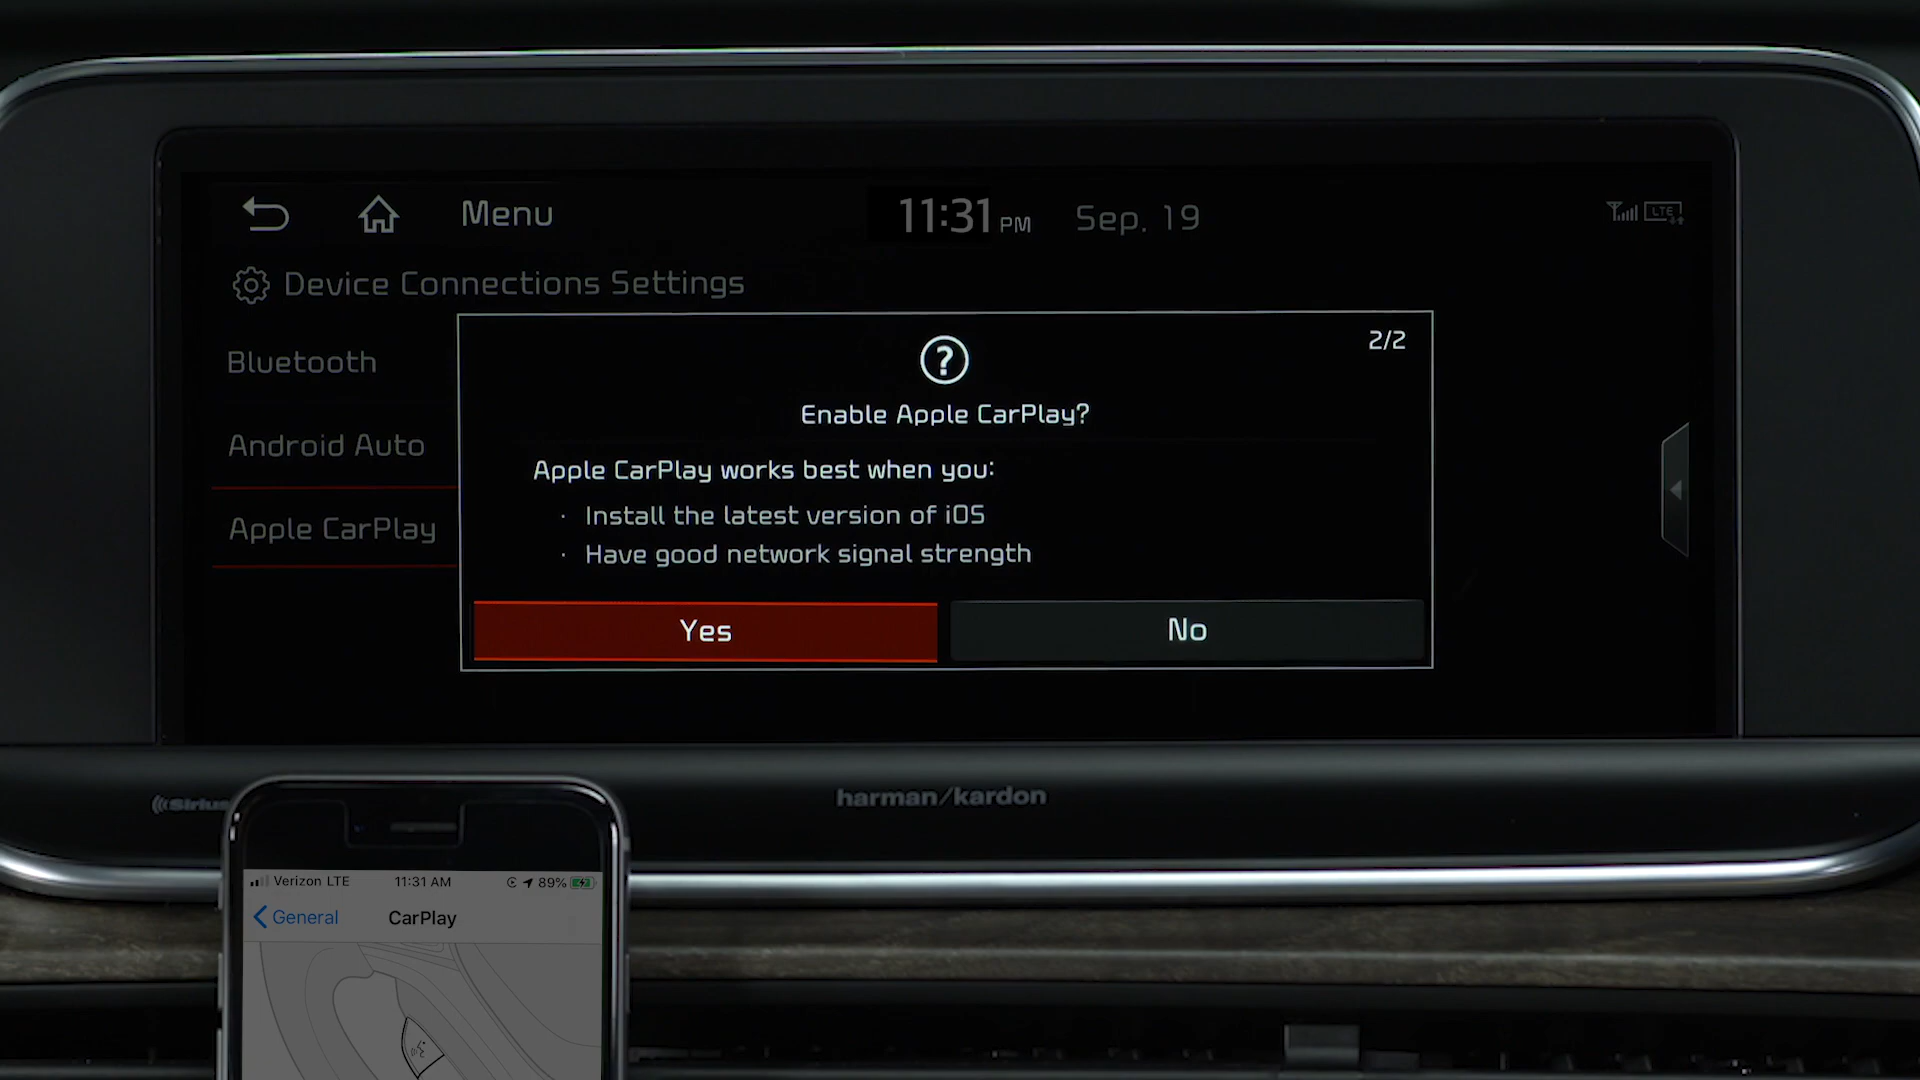 Menu
11:31 PM
Sep. 19
LTE
Device Connections Settings
Bluetooth
Android Auto
Apple CarPlay
2/2
?
Enable Apple CarPlay?
Apple CarPlay works best when you:
· Install the latest version of iOS
· Have good network signal strength
Yes
No
harman/kardon
Verizon LTE
11:31 AM
89%
General
CarPlay